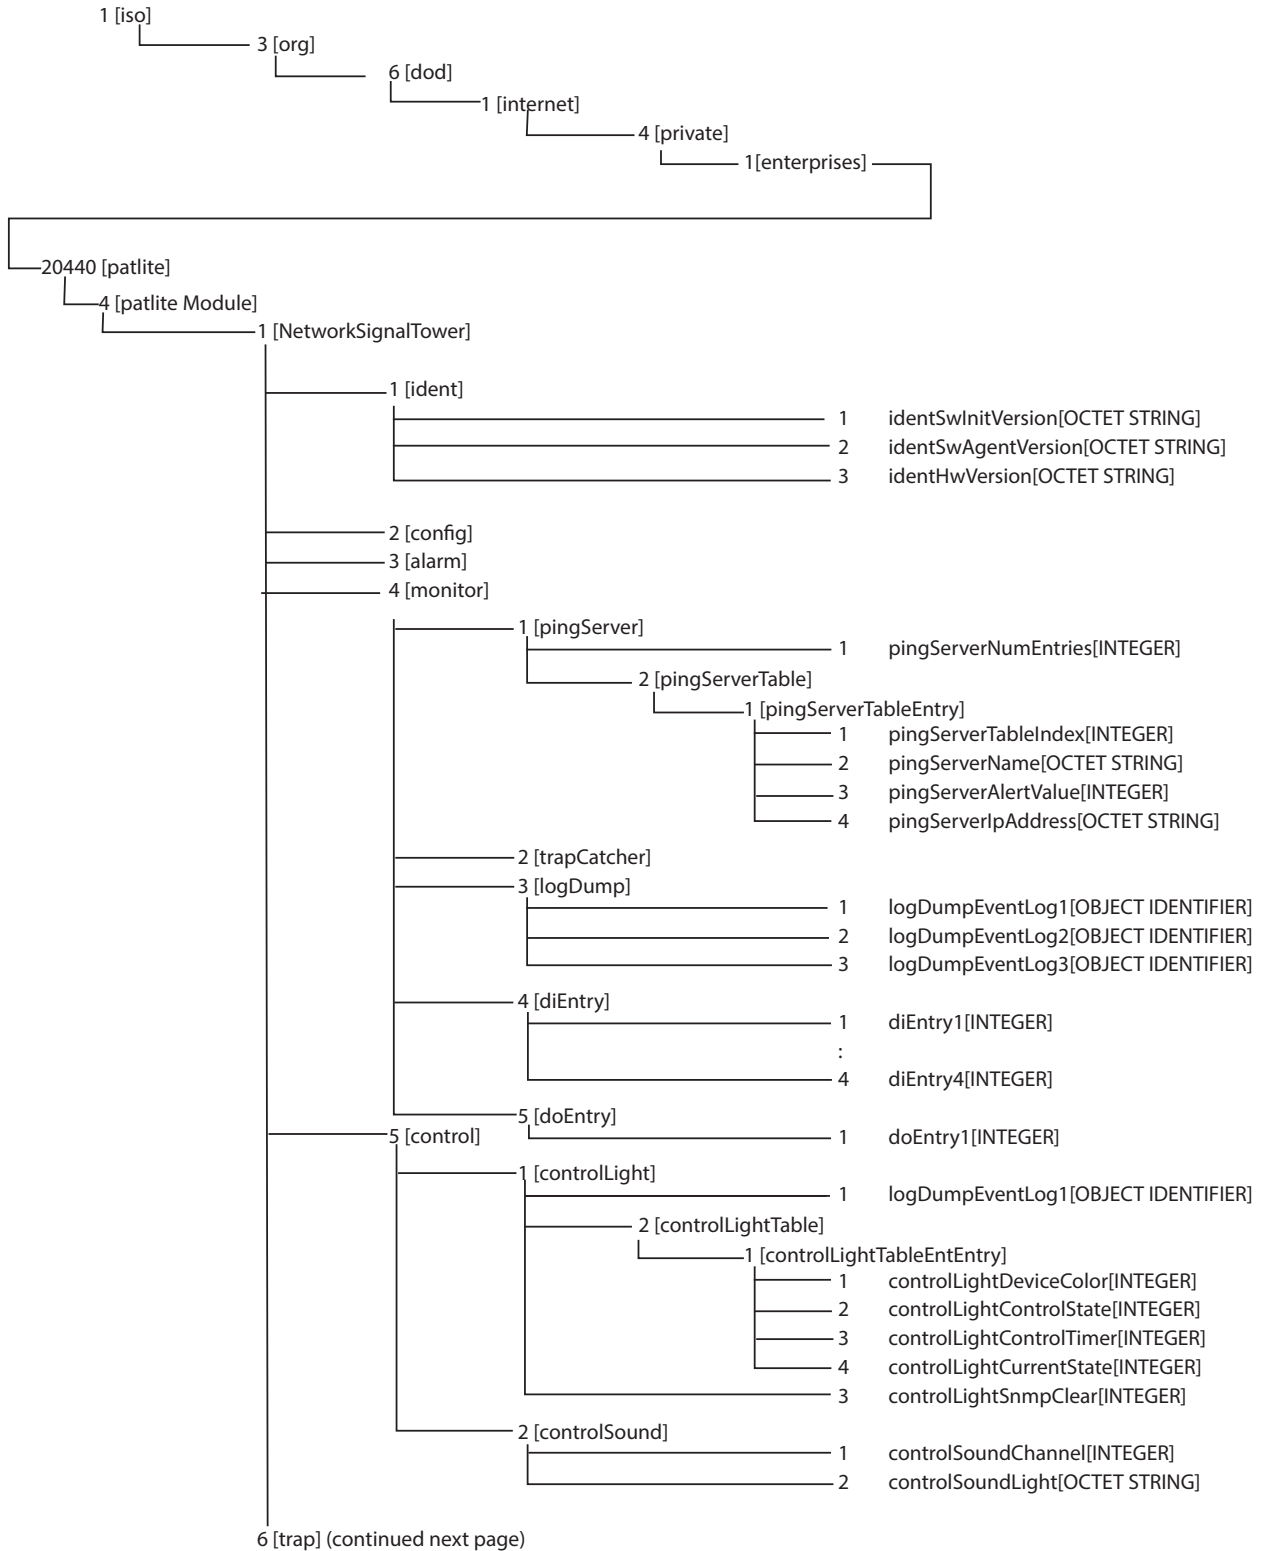 1 [iso]
3 [org]
6 [dod]
1 [internet]
4 [private]
1[enterprises]
20440 [patlite]
4 [patlite Module]
1 [NetworkSignalTower]
1 [ident]
1 identSwInitVersion[OCTET STRING]
2 identSwAgentVersion[OCTET STRING]
3 identHwVersion[OCTET STRING]
2 [config]
3 [alarm]
4 [monitor]
1 [pingServer]
1 pingServerNumEntries[INTEGER]
2 [pingServerTable]
1 [pingServerTableEntry]
1 pingServerTableIndex[INTEGER]
2 pingServerName[OCTET STRING]
3 pingServerAlertValue[INTEGER]
4 pingServerIpAddress[OCTET STRING]
2 [trapCatcher]
3 [logDump]
1 logDumpEventLog1[OBJECT IDENTIFIER]
2 logDumpEventLog2[OBJECT IDENTIFIER]
3 logDumpEventLog3[OBJECT IDENTIFIER]
4 [diEntry]
1 diEntry1[INTEGER]
:
4 diEntry4[INTEGER]
5 [doEntry]
5 [control]
1 doEntry1[INTEGER]
1 [controlLight]
1 logDumpEventLog1[OBJECT IDENTIFIER]
2 [controlLightTable]
1 [controlLightTableEntEntry]
1 controlLightDeviceColor[INTEGER]
2 controlLightControlState[INTEGER]
3 controlLightControlTimer[INTEGER]
4 controlLightCurrentState[INTEGER]
3 controlLightSnmpClear[INTEGER]
2 [controlSound]
1 controlSoundChannel[INTEGER]
2 controlSoundLight[OCTET STRING]
6 [trap] (continued next page)